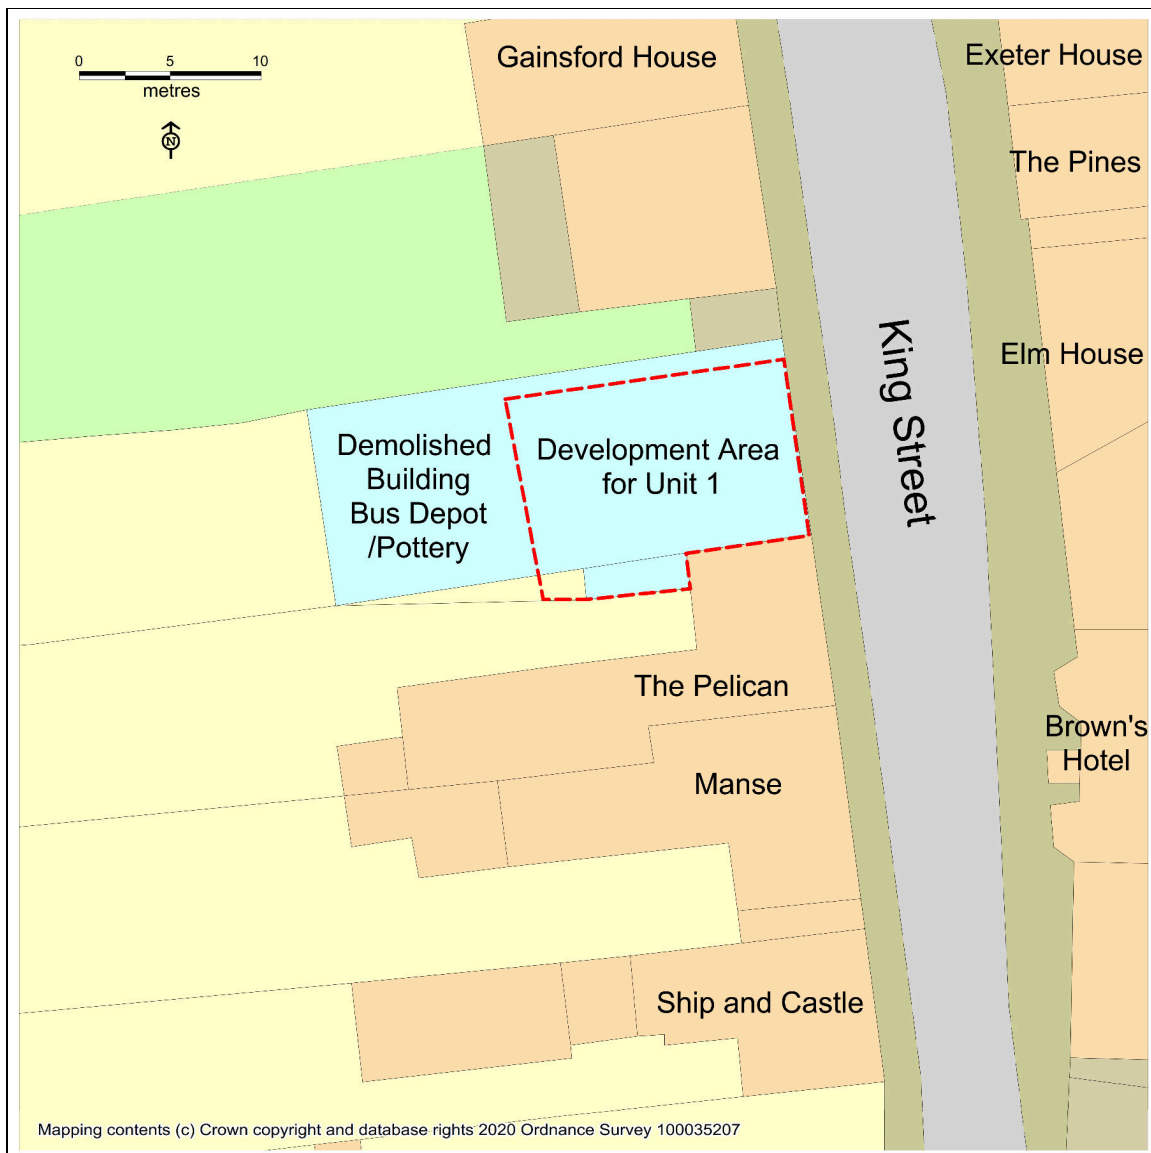 Gainsford House
Exeter House
0 5 10
metres
N
The Pines
King Street
Elm House
Demolished
Building
Bus Depot
/Pottery
Development Area
for Unit 1
The Pelican
Brown's
Hotel
Manse
Ship and Castle
Mapping contents (c) Crown copyright and database rights 2020 Ordnance Survey 100035207